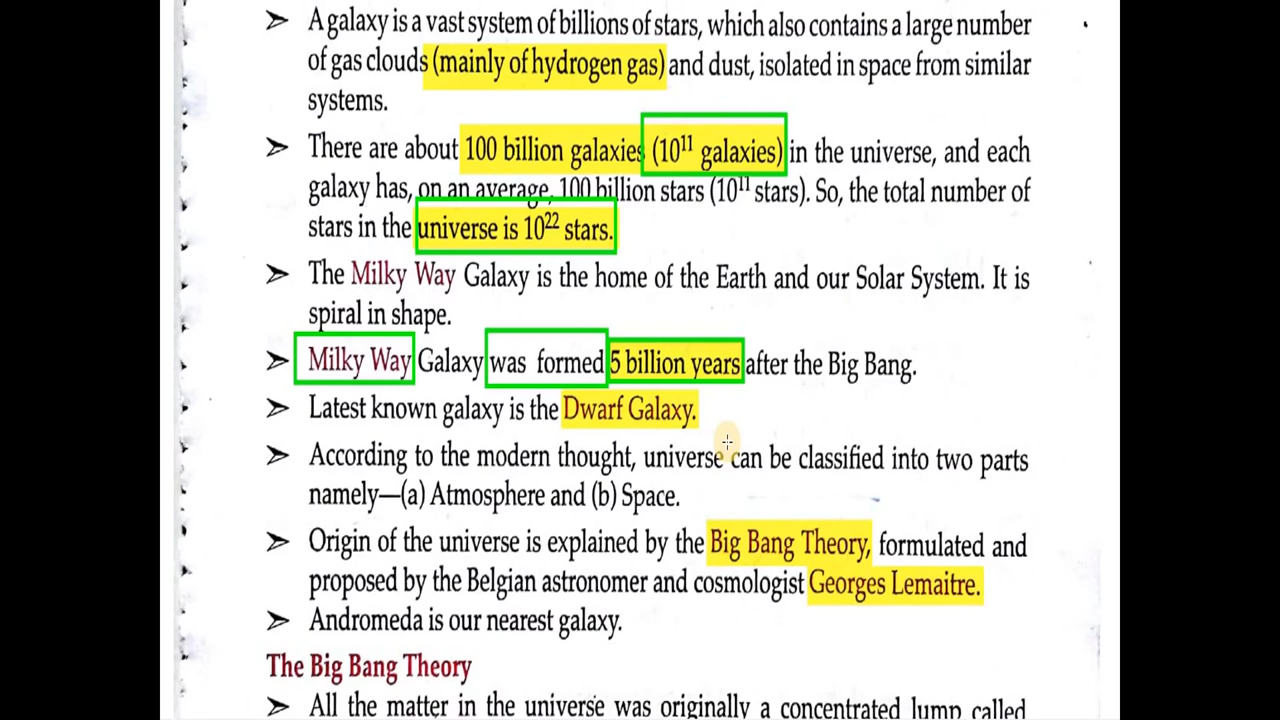 ➢ A galaxy is a vast system of billions of stars, which also contains a large number
of gas clouds (mainly of hydrogen gas) and dust, isolated in space from similar
systems.
➢ There are about 100 billion galaxies (10¹¹ galaxies) in the universe, and each
galaxy has, on an average, 100 billion stars (10¹¹ stars). So, the total number of
stars in the universe is 10²² stars.
➢ The Milky Way Galaxy is the home of the Earth and our Solar System. It is
spiral in shape.
➢ Milky Way Galaxy was formed 5 billion years after the Big Bang.
➢ Latest known galaxy is the Dwarf Galaxy.
➢ According to the modern thought, universe can be classified into two parts
namely—(a) Atmosphere and (b) Space.
➢ Origin of the universe is explained by the Big Bang Theory, formulated and
proposed by the Belgian astronomer and cosmologist Georges Lemaitre.
➢ Andromeda is our nearest galaxy.
The Big Bang Theory
➢ All the matter in the universe was originally a concentrated lump called